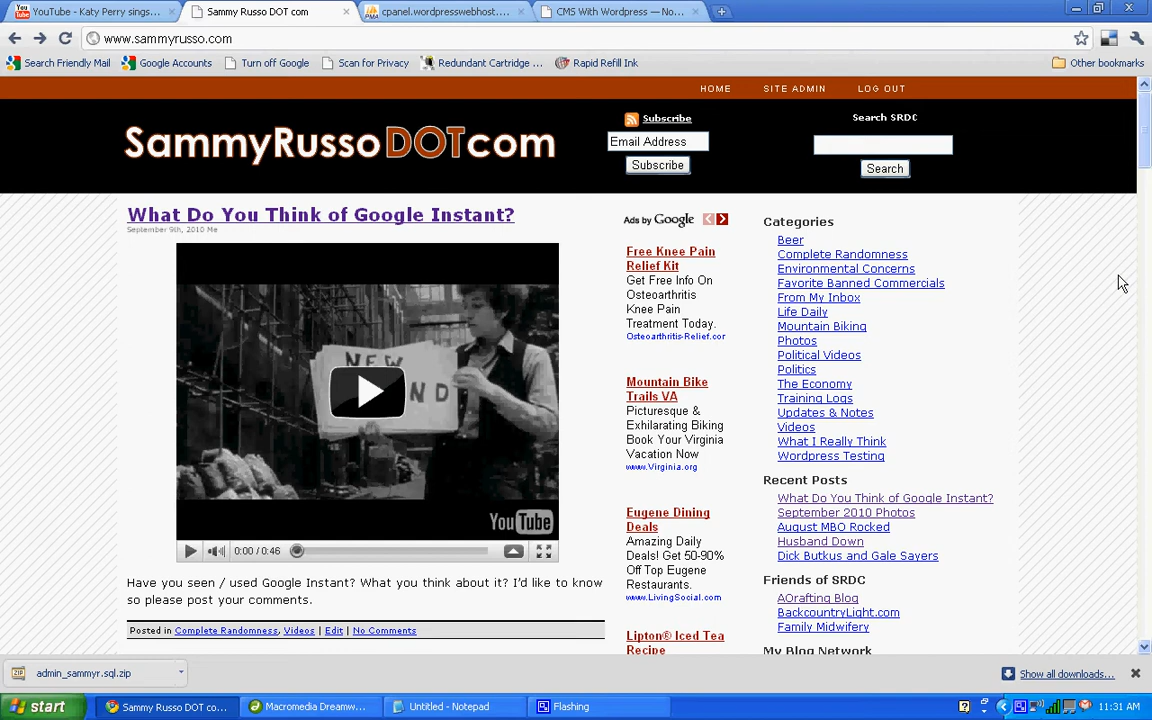 YouTube - Katy Perry sings...
Sammy Russo DOT com
cpanel.wordpresswebhost....
CMS With Wordpress — No...
www.sammyrusso.com
Search Friendly Mail
Google Accounts
Turn off Google
Scan for Privacy
Redundant Cartridge ...
Rapid Refill Ink
Other bookmarks
HOME
SITE ADMIN
LOG OUT
SammyRussoDOTcom
Subscribe
Email Address
Subscribe
Search SRDC
Search
What Do You Think of Google Instant?
September 9th, 2010 Me
NEW
ND
YouTube
0:00 / 0:46
Have you seen / used Google Instant? What you think about it? I'd like to know
so please post your comments.
Posted in Complete Randomness, Videos | Edit | No Comments
Ads by Google
Free Knee Pain
Relief Kit
Get Free Info On
Osteoarthritis
Knee Pain
Treatment Today.
Osteoarthritis-Relief.cor
Mountain Bike
Trails VA
Picturesque &
Exhilarating Biking
Book Your Virginia
Vacation Now
www.Virginia.org
Eugene Dining
Deals
Amazing Daily
Deals! Get 50-90%
Off Top Eugene
Restaurants.
www.LivingSocial.com
Lipton® Iced Tea
Recipe
Categories
Beer
Complete Randomness
Environmental Concerns
Favorite Banned Commercials
From My Inbox
Life Daily
Mountain Biking
Photos
Political Videos
Politics
The Economy
Training Logs
Updates & Notes
Videos
What I Really Think
Wordpress Testing
Recent Posts
What Do You Think of Google Instant?
September 2010 Photos
August MBO Rocked
Husband Down
Dick Butkus and Gale Sayers
Friends of SRDC
AOrafting Blog
BackcountryLight.com
Family Midwifery
My Blog Network
admin_sammyr.sql.zip
Show all downloads...
start
Sammy Russo DOT co...
Macromedia Dreamw...
Untitled - Notepad
Flashing
11:31 AM